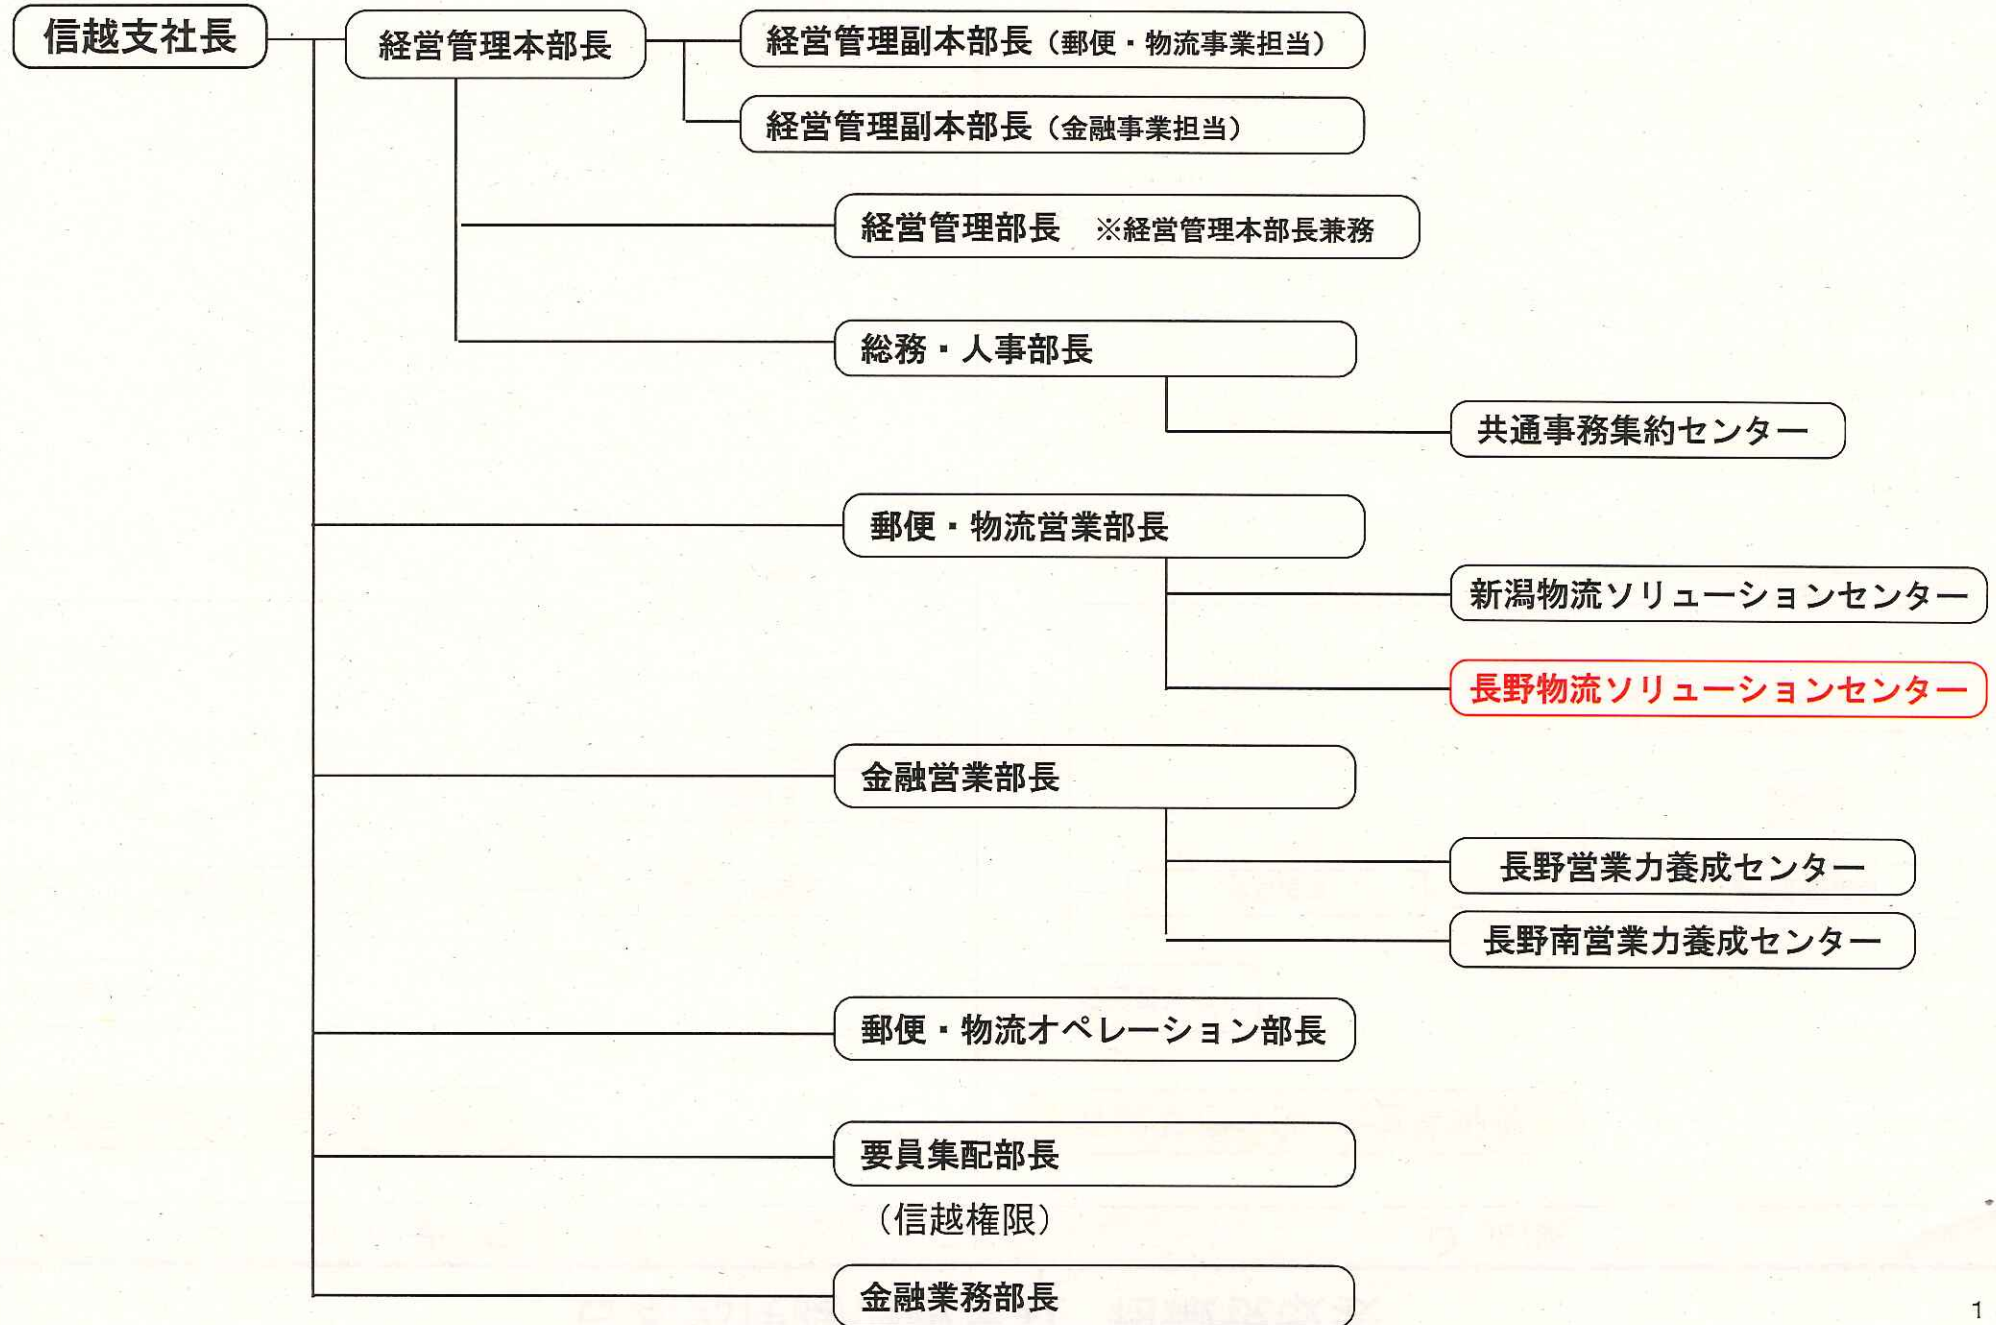 信越支社長
経営管理本部長
経営管理副本部長（郵便・物流事業担当）
経営管理副本部長（金融事業担当）
経営管理部長　※経営管理本部長兼務
総務・人事部長
共通事務集約センター
郵便・物流営業部長
新潟物流ソリューションセンター
長野物流ソリューションセンター
金融営業部長
長野営業力養成センター
長野南営業力養成センター
郵便・物流オペレーション部長
要員集配部長
（信越権限）
金融業務部長
1